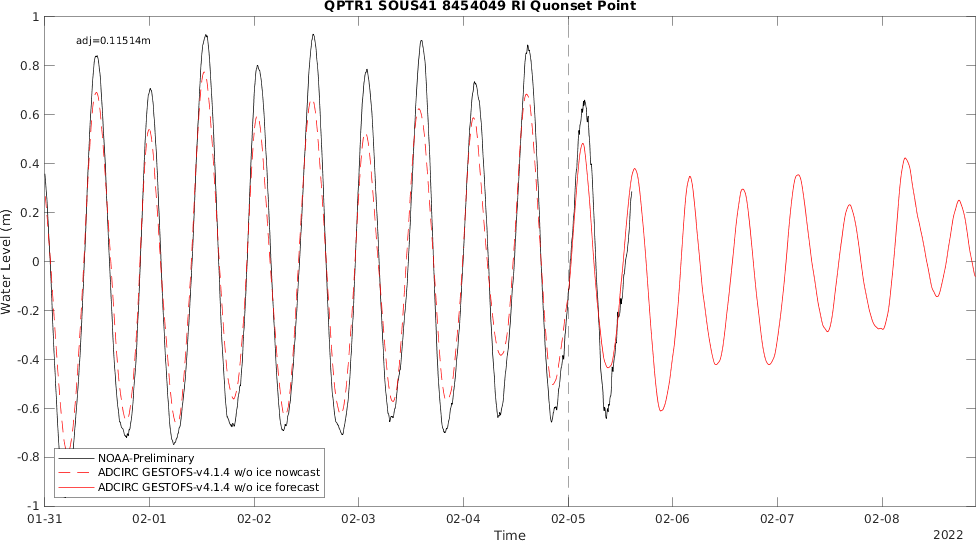 QPTR1 SOUS41 8454049 RI Quonset Point
1
adj=0.11514m
0.8
0.6
0.4
0.2
0
-0.2
-0.4
-0.6
-0.8
-1
Water Level (m)
NOAA-Preliminary
ADCIRC GESTOFS-v4.1.4 w/o ice nowcast
ADCIRC GESTOFS-v4.1.4 w/o ice forecast
01-31 02-01 02-02 02-03 02-04 02-05 02-06 02-07 02-08
Time
2022